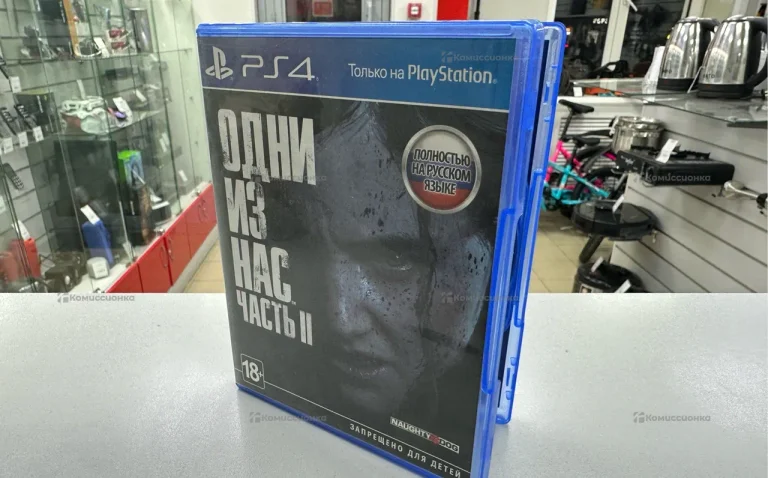 PS4
Только на PlayStation
ОДНИ
ИЗ
НАС
ЧАСТЬ II
ПОЛНОСТЬЮ
НА РУССКОМ
ЯЗЫКЕ
18+
NAUGHTY DOG
ЗАПРЕЩЕНО ДЛЯ ДЕТЕЙ
Комиссионка
Комиссионка
Комиссионка
Комиссионка
Комиссионка
Комиссионка